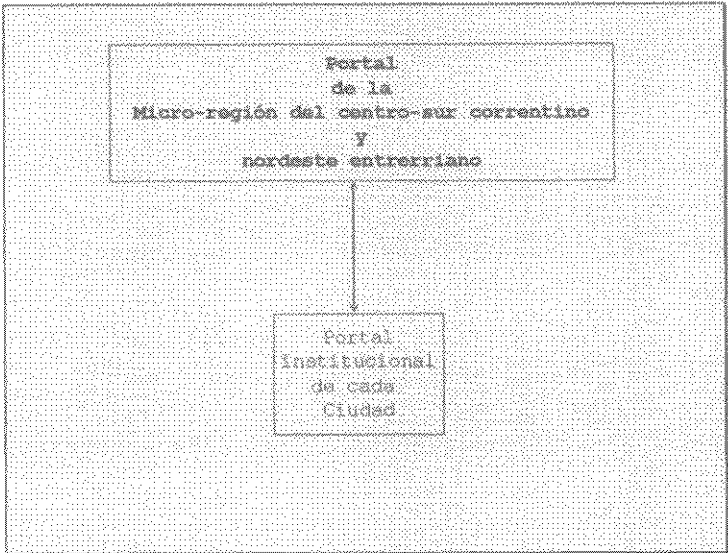 Portal
de la
Micro-región del centro-sur correntino
y
nordeste entrerriano
Portal
institucional
de cada
Ciudad